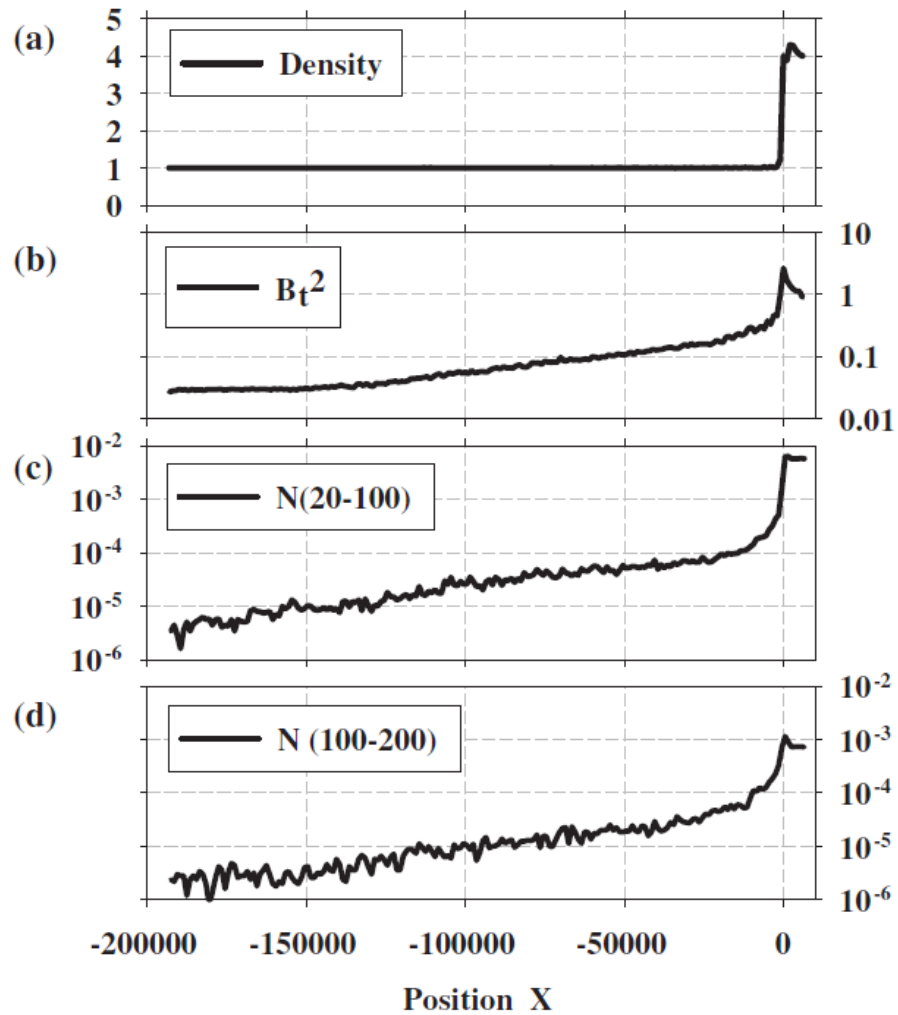 (a)
5
4
3
2
1
0
Density
(b)
10
1
0.1
0.01
Bt²
(c)
10⁻²
10⁻³
10⁻⁴
10⁻⁵
10⁻⁶
N(20-100)
(d)
10⁻²
10⁻³
10⁻⁴
10⁻⁵
10⁻⁶
N (100-200)
-200000 -150000 -100000 -50000 0
Position X